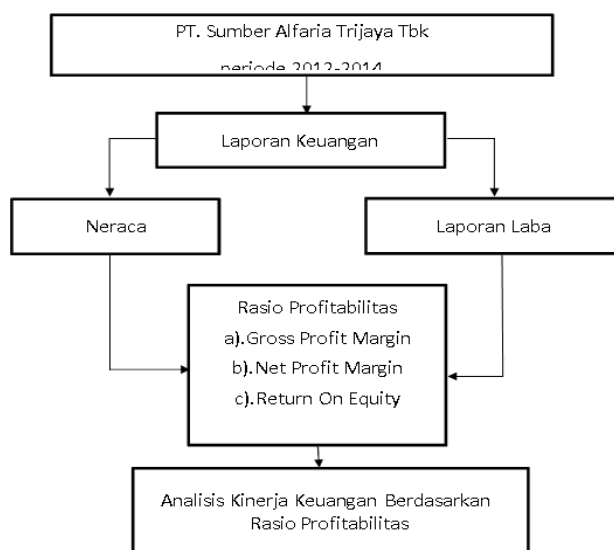 PT. Sumber Alfaria Trijaya Tbk
periode 2012-2014
Laporan Keuangan
Neraca
Laporan Laba
Rasio Profitabilitas
a).Gross Profit Margin
b).Net Profit Margin
c).Return On Equity
Analisis Kinerja Keuangan Berdasarkan
Rasio Profitabilitas